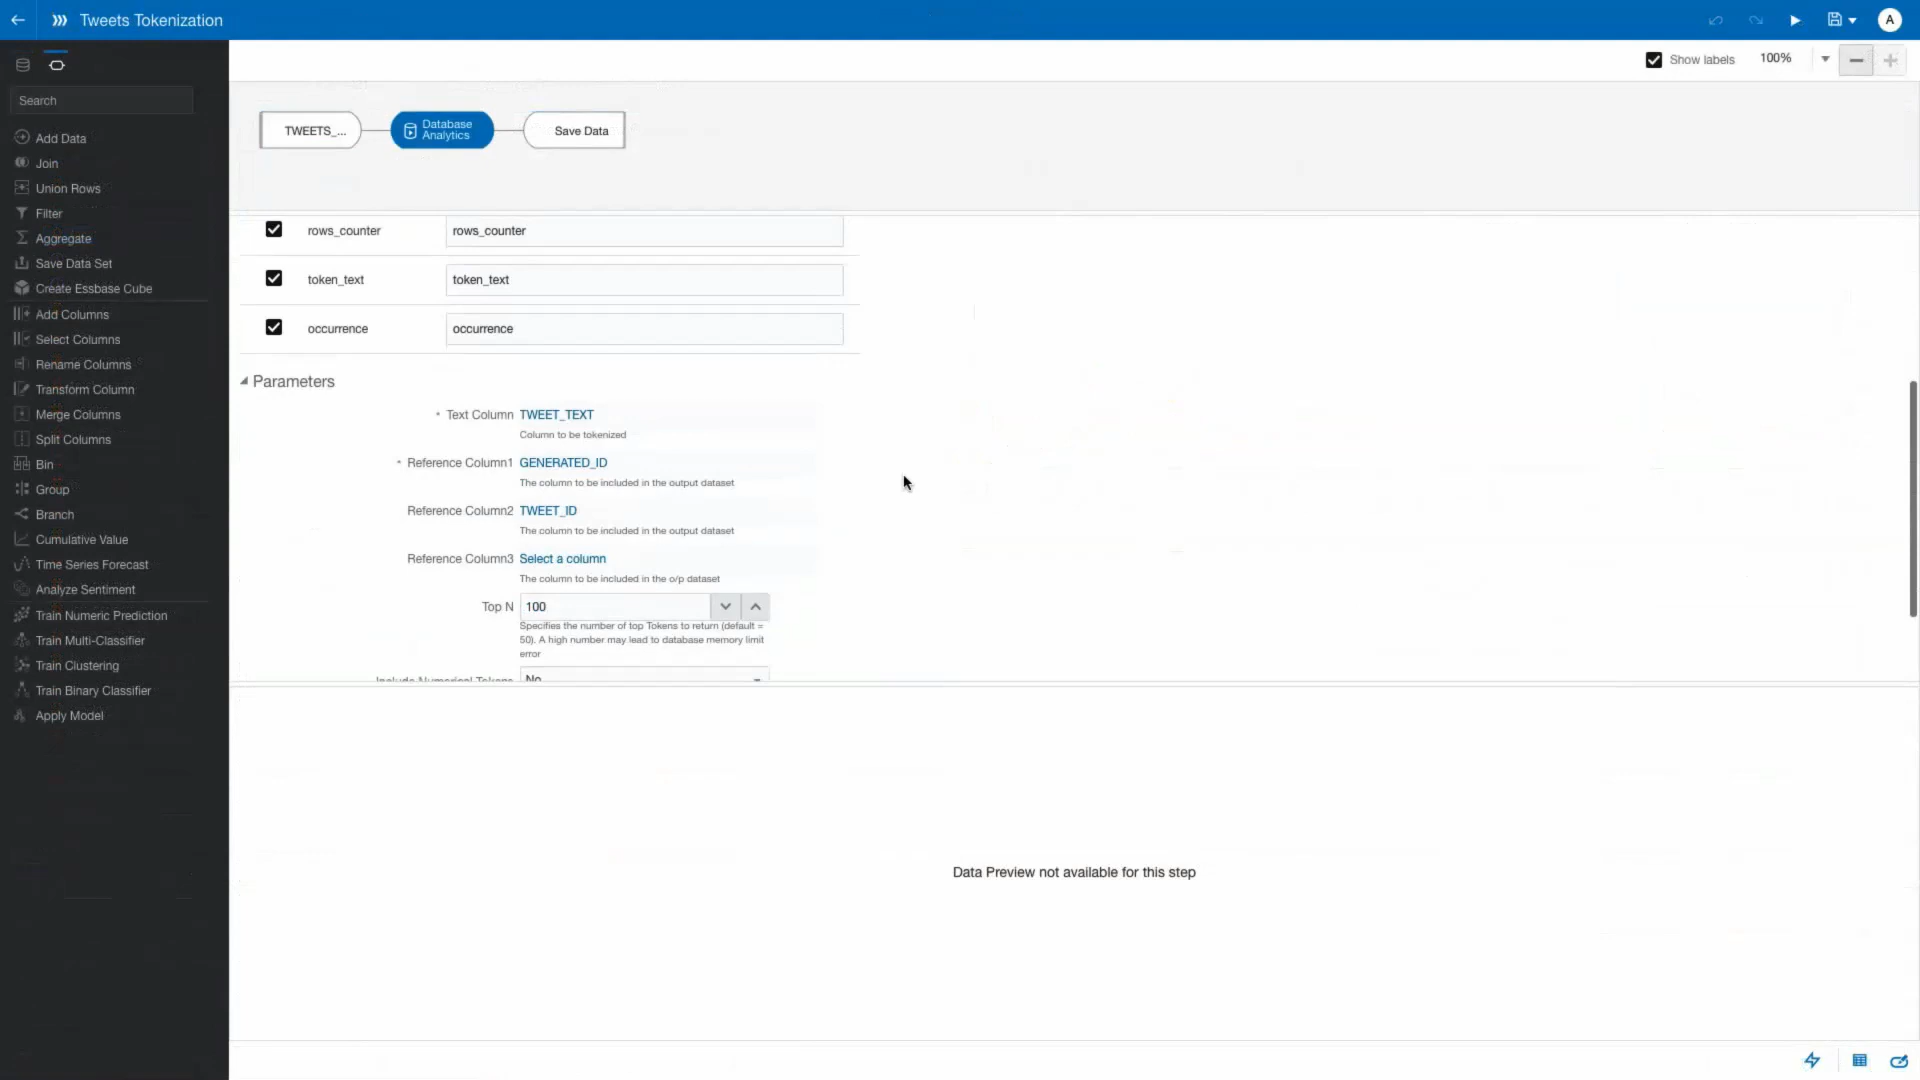 Tweets Tokenization
A
Show labels
100%
Search
Add Data
Join
Union Rows
Filter
Aggregate
Save Data Set
Create Essbase Cube
Add Columns
Select Columns
Rename Columns
Transform Column
Merge Columns
Split Columns
Bin
Group
Branch
Cumulative Value
Time Series Forecast
Analyze Sentiment
Train Numeric Prediction
Train Multi-Classifier
Train Clustering
Train Binary Classifier
Apply Model
TWEETS_...
Database
Analytics
Save Data
rows_counter rows_counter
token_text token_text
occurrence occurrence
Parameters
* Text Column TWEET_TEXT
Column to be tokenized
* Reference Column1 GENERATED_ID
The column to be included in the output dataset
Reference Column2 TWEET_ID
The column to be included in the output dataset
Reference Column3 Select a column
The column to be included in the o/p dataset
Top N 100
Specifies the number of top Tokens to return (default =
50). A high number may lead to database memory limit
error
Include Numerical Tokens No
Data Preview not available for this step